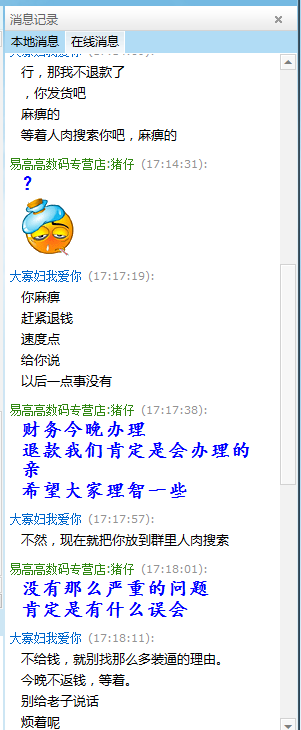 消息记录
本地消息 在线消息
大寡妇我爱你
行，那我不退款了
，你发货吧
麻痹的
等着人肉搜索你吧，麻痹的
易高高数码专营店:猪仔 (17:14:31):
？
大寡妇我爱你 (17:17:19):
你麻痹
赶紧退钱
速度点
给你说
以后一点事没有
易高高数码专营店:猪仔 (17:17:38):
财务今晚办理
退款我们肯定是会办理的
亲
希望大家理智一些
大寡妇我爱你 (17:17:57):
不然，现在就把你放到群里人肉搜索
易高高数码专营店:猪仔 (17:18:01):
没有那么严重的问题
肯定是有什么误会
大寡妇我爱你 (17:18:11):
不给钱，就别找那么多装逼的理由。
今晚不返钱，等着。
别给老子说话
烦着呢